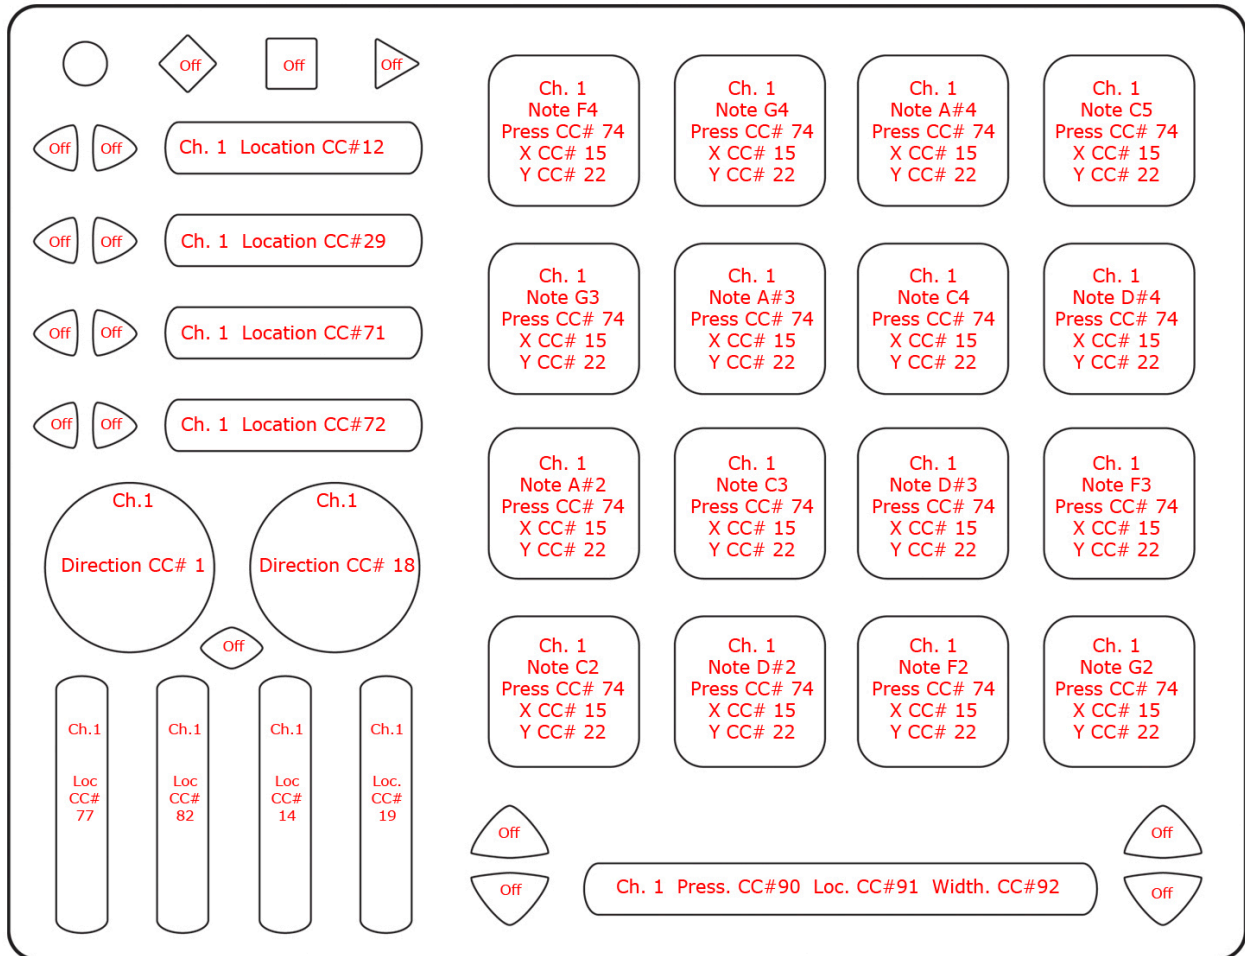 Off
Off
Off
Off Off
Ch. 1 Location CC#12
Off Off
Ch. 1 Location CC#29
Off Off
Ch. 1 Location CC#71
Off Off
Ch. 1 Location CC#72
Ch.1
Direction CC# 1
Ch.1
Direction CC# 18
Off
Ch.1
Loc
CC#
77
Ch.1
Loc
CC#
82
Ch.1
Loc
CC#
14
Ch.1
Loc.
CC#
19
Ch. 1
Note F4
Press CC# 74
X CC# 15
Y CC# 22
Ch. 1
Note G4
Press CC# 74
X CC# 15
Y CC# 22
Ch. 1
Note A#4
Press CC# 74
X CC# 15
Y CC# 22
Ch. 1
Note C5
Press CC# 74
X CC# 15
Y CC# 22
Ch. 1
Note G3
Press CC# 74
X CC# 15
Y CC# 22
Ch. 1
Note A#3
Press CC# 74
X CC# 15
Y CC# 22
Ch. 1
Note C4
Press CC# 74
X CC# 15
Y CC# 22
Ch. 1
Note D#4
Press CC# 74
X CC# 15
Y CC# 22
Ch. 1
Note A#2
Press CC# 74
X CC# 15
Y CC# 22
Ch. 1
Note C3
Press CC# 74
X CC# 15
Y CC# 22
Ch. 1
Note D#3
Press CC# 74
X CC# 15
Y CC# 22
Ch. 1
Note F3
Press CC# 74
X CC# 15
Y CC# 22
Ch. 1
Note C2
Press CC# 74
X CC# 15
Y CC# 22
Ch. 1
Note D#2
Press CC# 74
X CC# 15
Y CC# 22
Ch. 1
Note F2
Press CC# 74
X CC# 15
Y CC# 22
Ch. 1
Note G2
Press CC# 74
X CC# 15
Y CC# 22
Off
Off
Ch. 1 Press. CC#90 Loc. CC#91 Width. CC#92
Off
Off